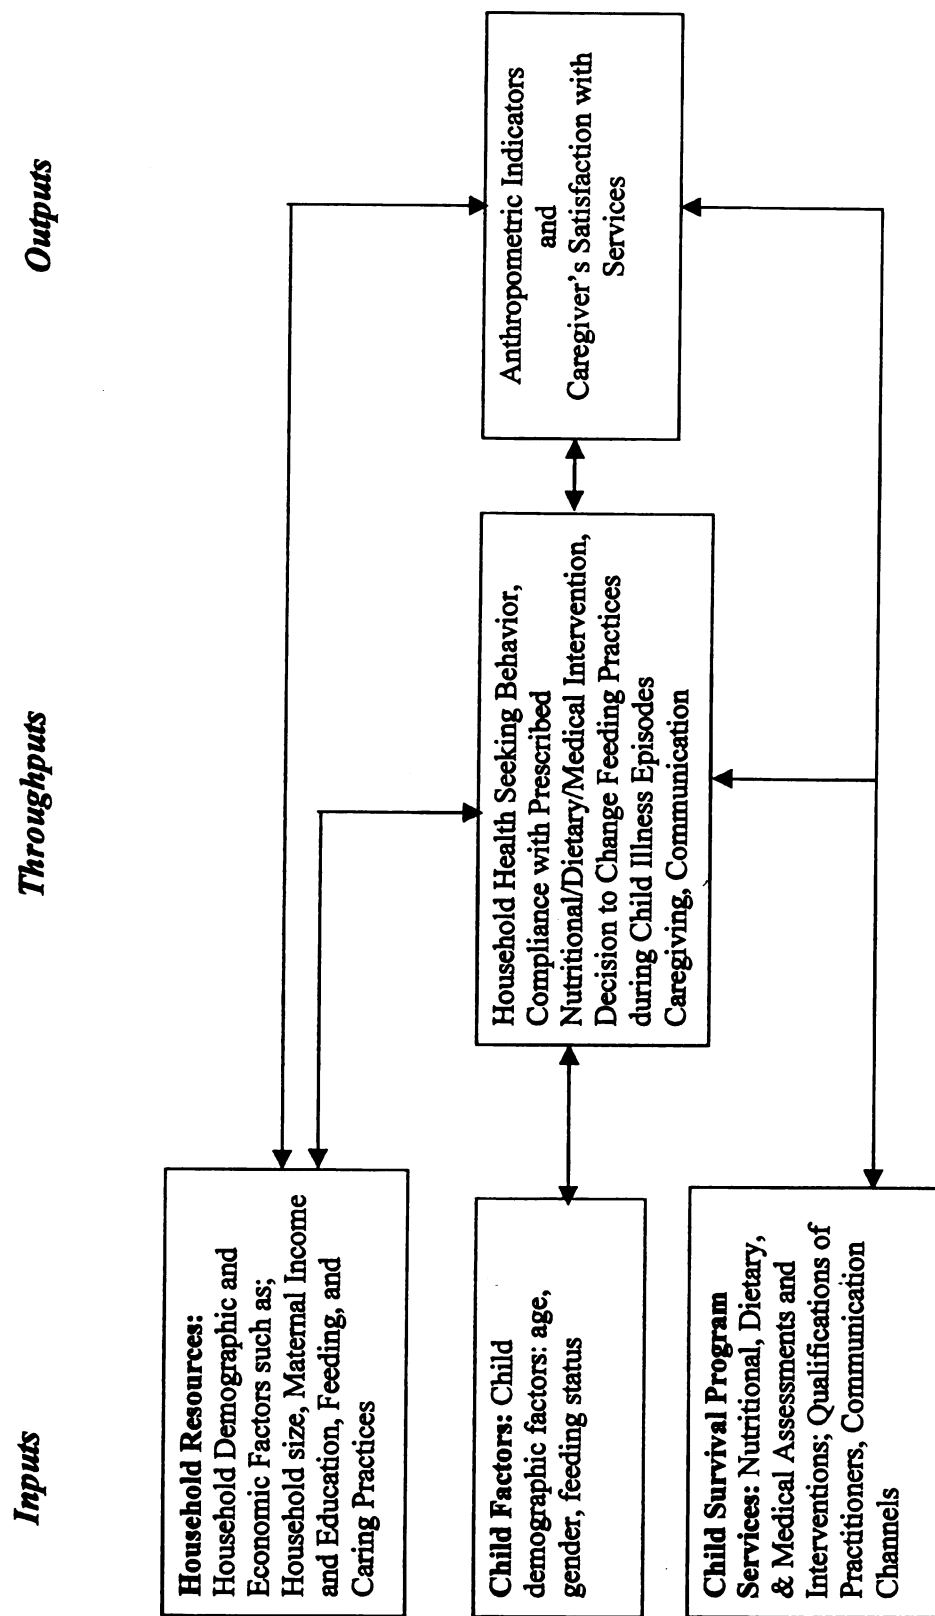 Inputs
Throughputs
Outputs
Household Resources:
Household Demographic and
Economic Factors such as;
Household size, Maternal Income
and Education, Feeding, and
Caring Practices
Child Factors: Child
demographic factors: age,
gender, feeding status
Child Survival Program
Services: Nutritional, Dietary,
& Medical Assessments and
Interventions; Qualifications of
Practitioners, Communication
Channels
Household Health Seeking Behavior,
Compliance with Prescribed
Nutritional/Dietary/Medical Intervention,
Decision to Change Feeding Practices
during Child Illness Episodes
Caregiving, Communication
Anthropometric Indicators
and
Caregiver's Satisfaction with
Services